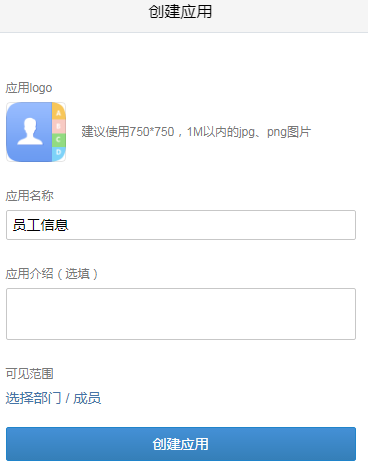 创建应用
应用logo
A
B
C
D
建议使用750*750，1M以内的jpg、png图片
应用名称
员工信息
应用介绍（选填）
可见范围
选择部门 / 成员
创建应用